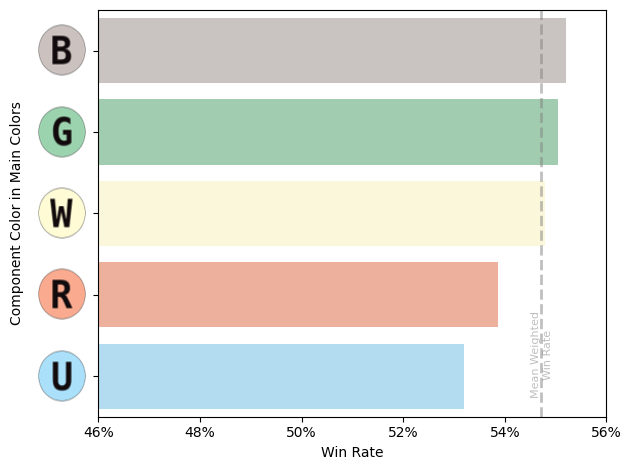 Component Color in Main Colors
B
G
W
R
U
Mean Weighted
Win Rate
46%
48%
50%
52%
54%
56%
Win Rate